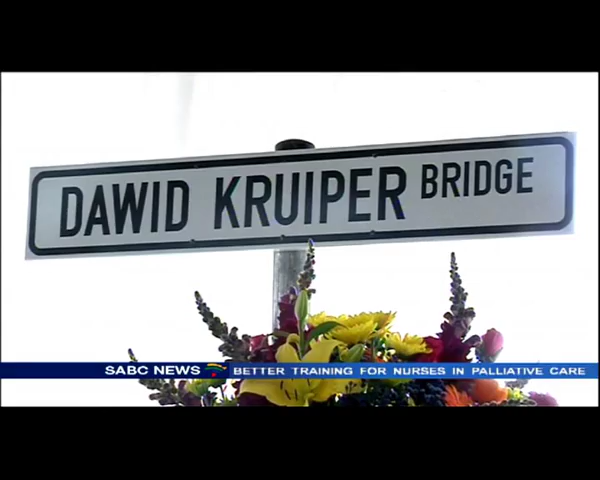 DAWID KRUIPER BRIDGE
SABC NEWS BETTER TRAINING FOR NURSES IN PALLIATIVE CARE